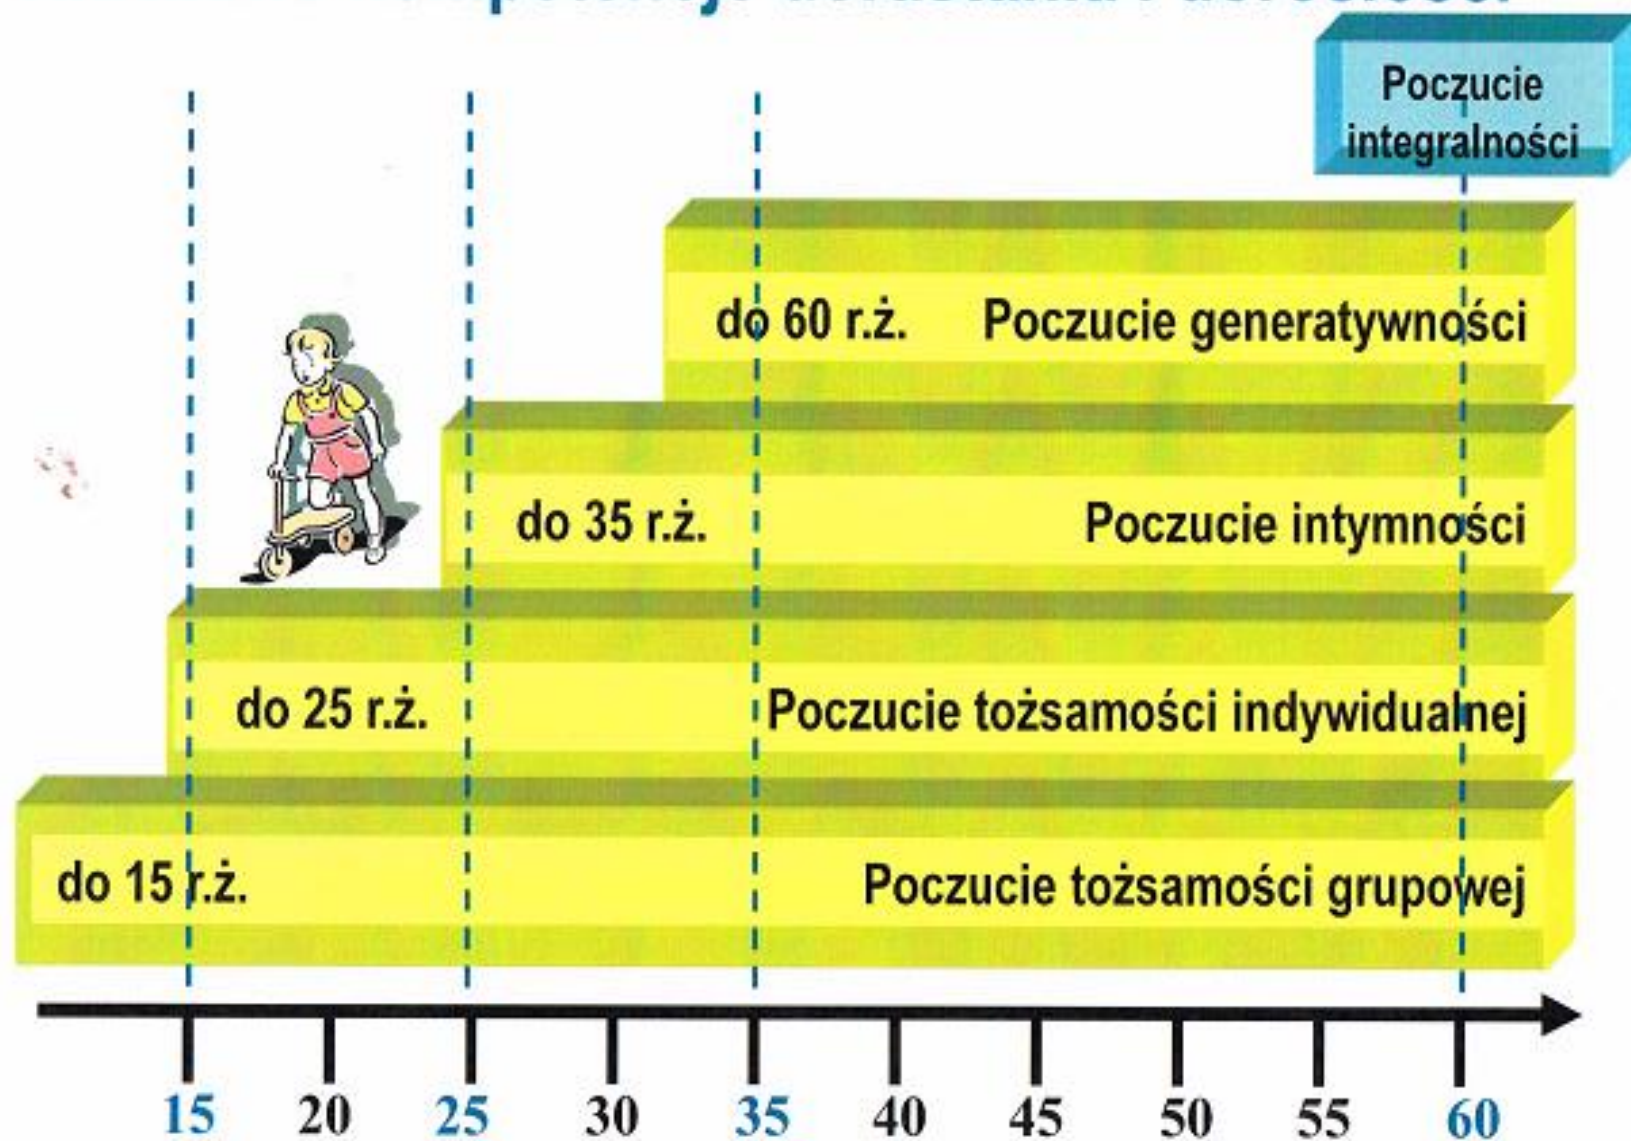 Poczucie
integralności
do 60 r.ż. Poczucie generatywności
do 35 r.ż. Poczucie intymności
do 25 r.ż. Poczucie tożsamości indywidualnej
do 15 r.ż. Poczucie tożsamości grupowej
15 20 25 30 35 40 45 50 55 60